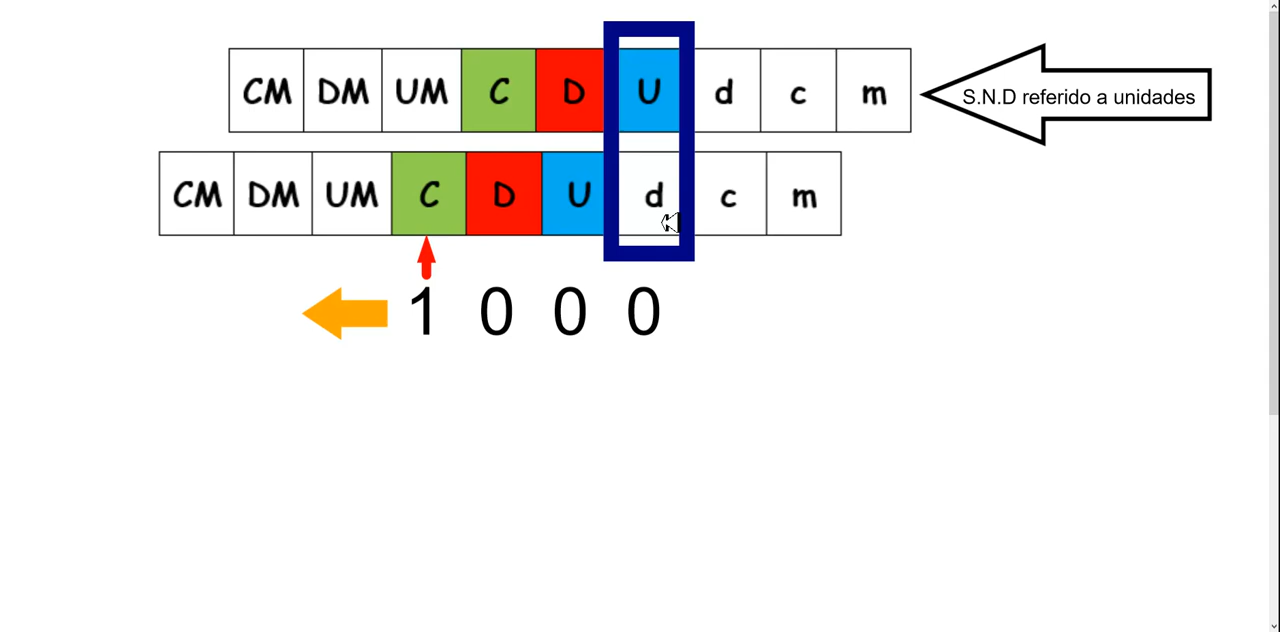 CM DM UM C D U d c m
S.N.D referido a unidades
CM DM UM C D U d c m
1 0 0 0